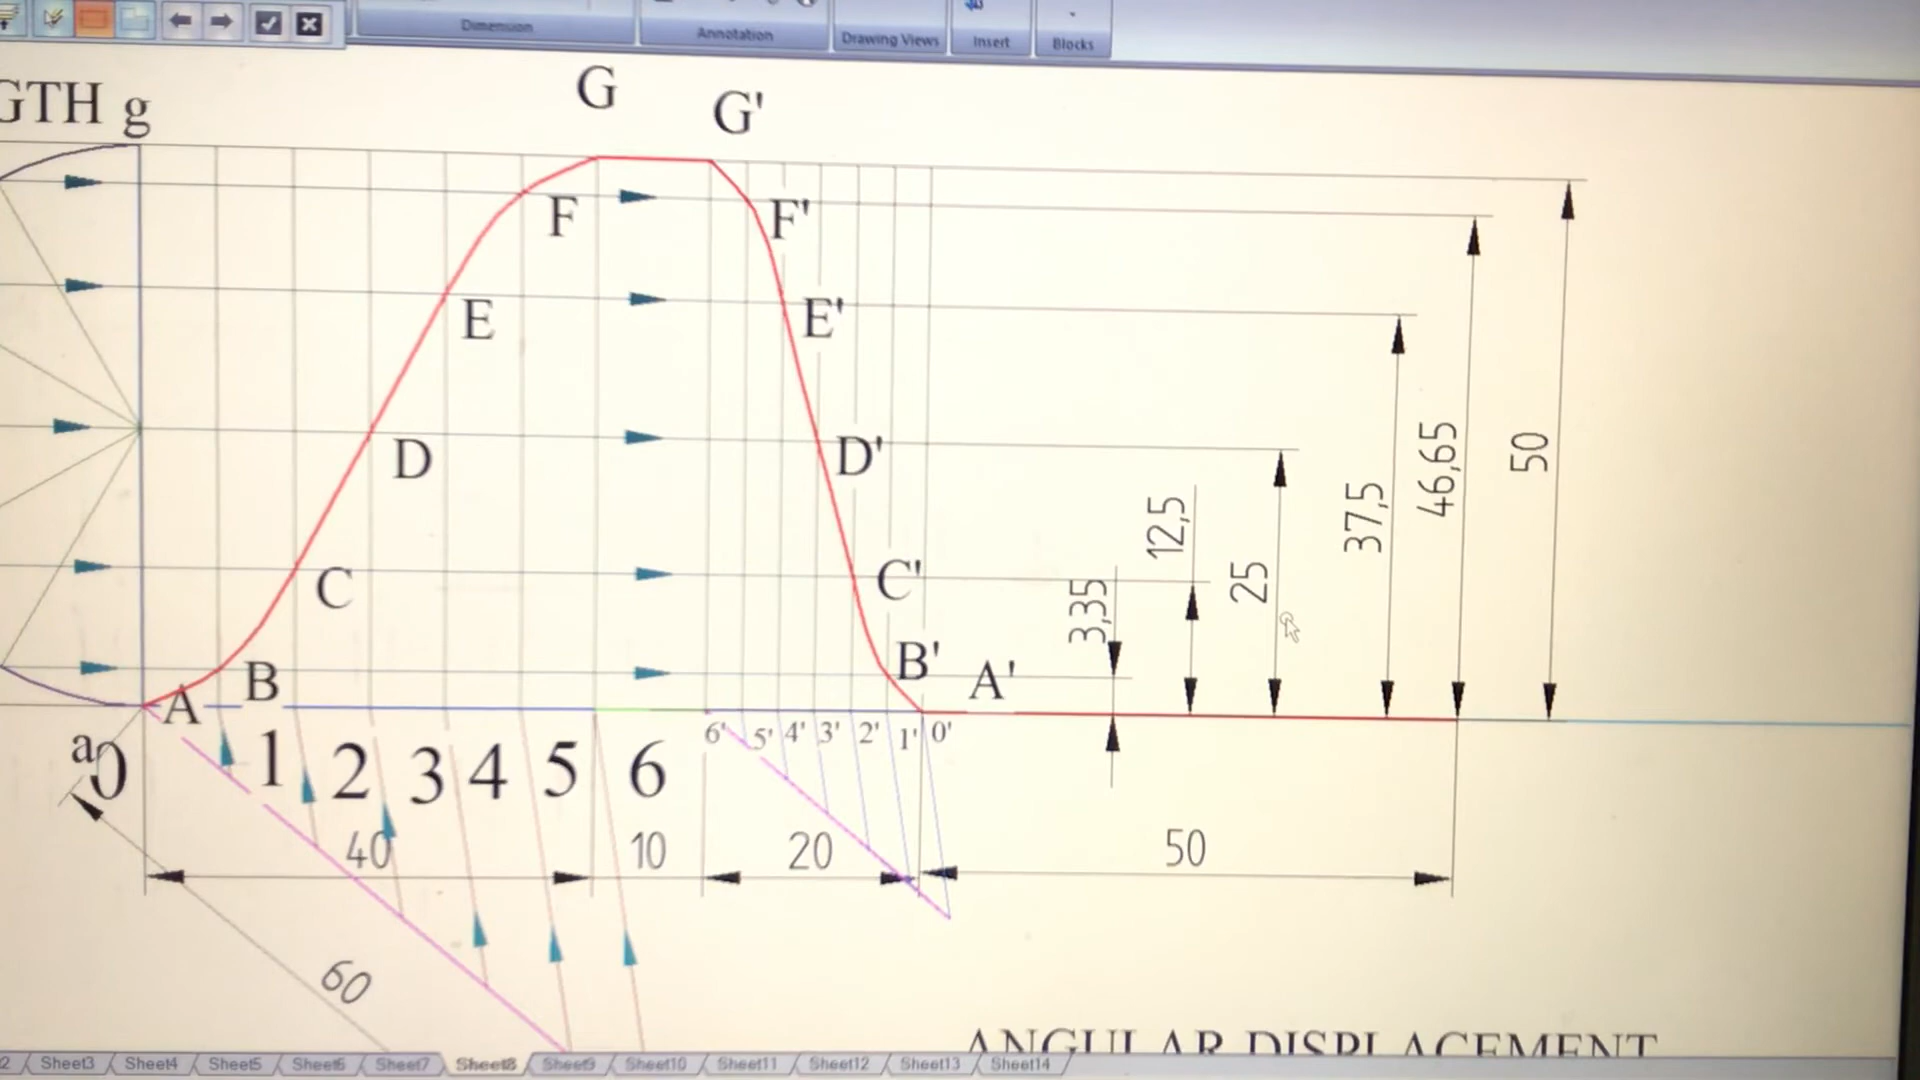 Dimension
Annotation
Drawing Views
Insert
Blocks
GTH g
G
G'
F
F'
E
E'
D
D'
C
C'
B
B'
A
A'
3,35
12,5
25
37,5
46,65
50
a
0 1 2 3 4 5 6
6' 5' 4' 3' 2' 1' 0'
40
10
20
50
60
ANGULAR DISPLACEMENT
2 Sheet3 Sheet4 Sheet5 Sheet6 Sheet7 Sheet8 Sheet9 Sheet10 Sheet11 Sheet12 Sheet13 Sheet14